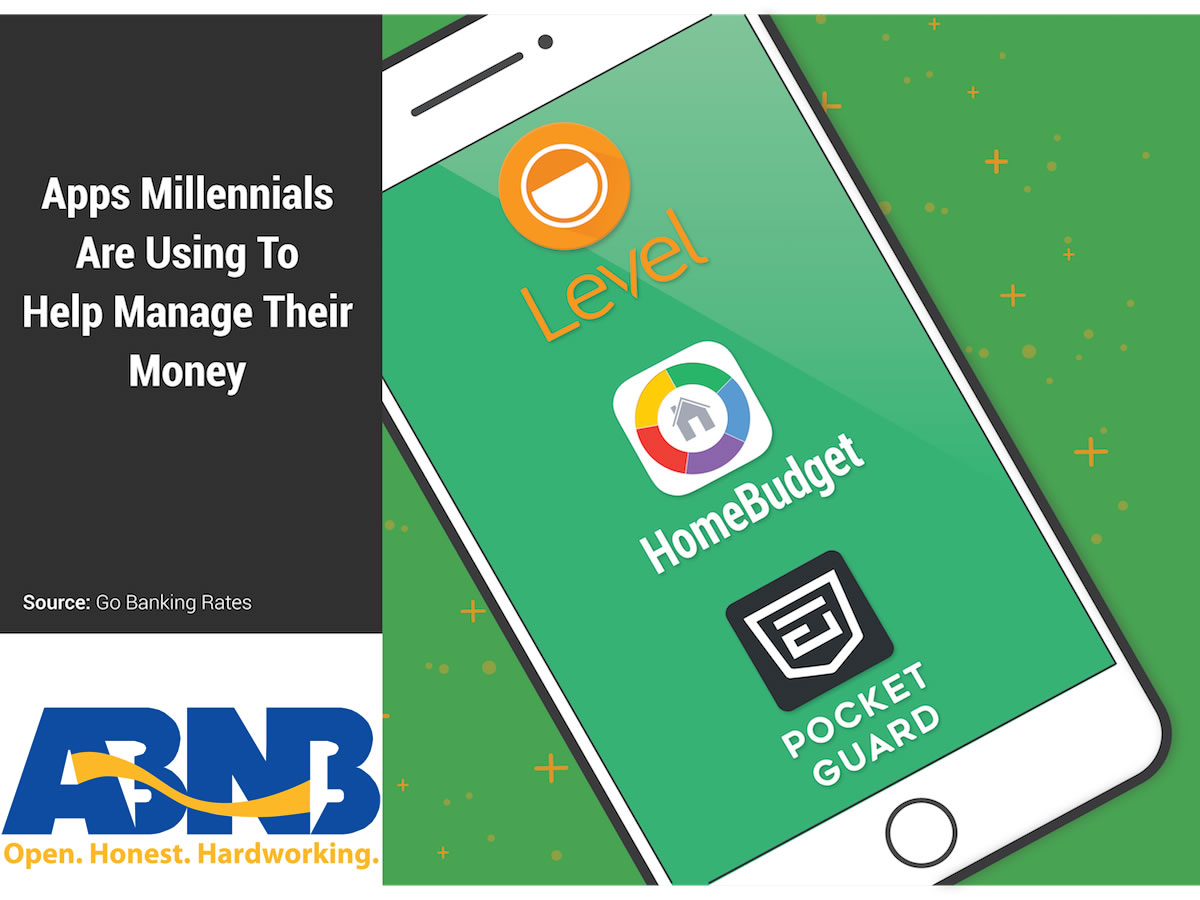 Apps Millennials
Are Using To
Help Manage Their
Money
Source: Go Banking Rates
ABNB
Open. Honest. Hardworking.
Level
HomeBudget
POCKET
GUARD